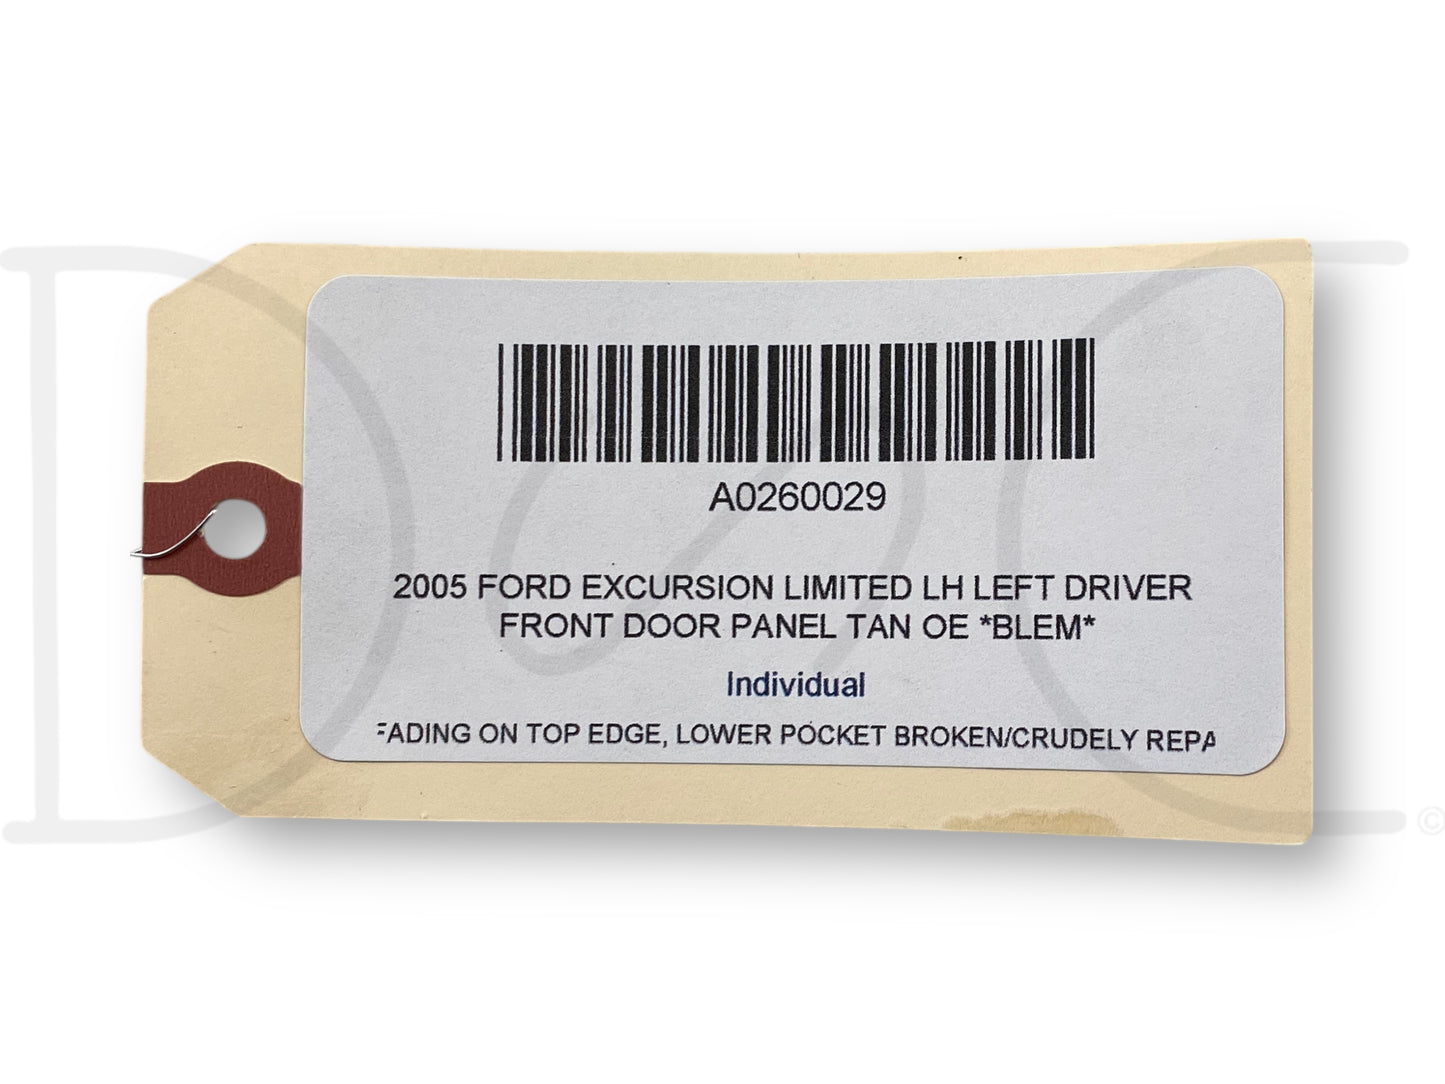 A0260029
2005 FORD EXCURSION LIMITED LH LEFT DRIVER
FRONT DOOR PANEL TAN OE *BLEM*
Individual
FADING ON TOP EDGE, LOWER POCKET BROKEN/CRUDELY REPA
©